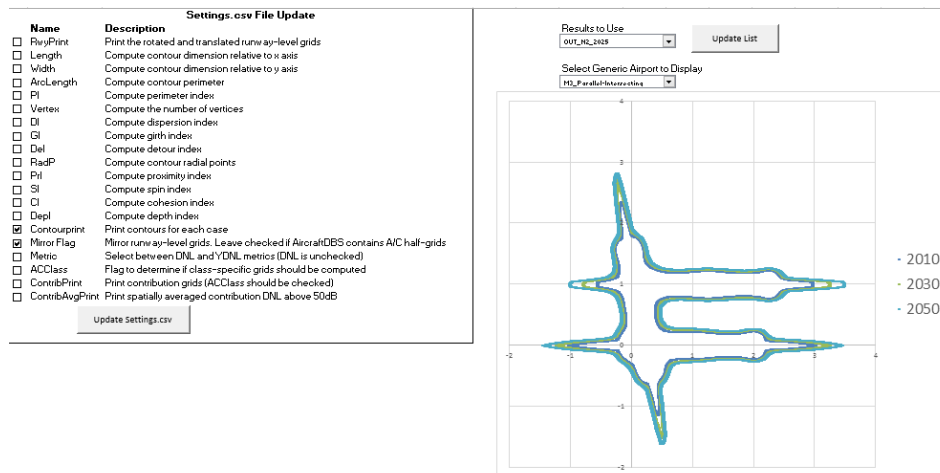 Settings.csv File Update
Name Description
RwyPrint Print the rotated and translated runway-level grids
Length Compute contour dimension relative to x axis
Width Compute contour dimension relative to y axis
ArcLength Compute contour perimeter
PI Compute perimeter index
Vertex Compute the number of vertices
DI Compute dispersion index
GI Compute girth index
DeI Compute detour index
RadP Compute contour radial points
PrI Compute proximity index
SI Compute spin index
CI Compute cohesion index
DepI Compute depth index
Contourprint Print contours for each case
Mirror Flag Mirror runway-level grids. Leave checked if AircraftDBS contains A/C half-grids
Metric Select between DNL and YDNL metrics (DNL is unchecked)
ACClass Flag to determine if class-specific grids should be computed
ContribPrint Print contribution grids (ACClass should be checked)
ContribAvgPrint Print spatially averaged contribution DNL above 50dB
Update Settings.csv
Results to Use
OUT_N2_2025
Update List
Select Generic Airport to Display
M3_Parallel-Intersecting
4
3
2
1
0
-1
-2
-2 -1 0 1 2 3 4
2010
2030
2050